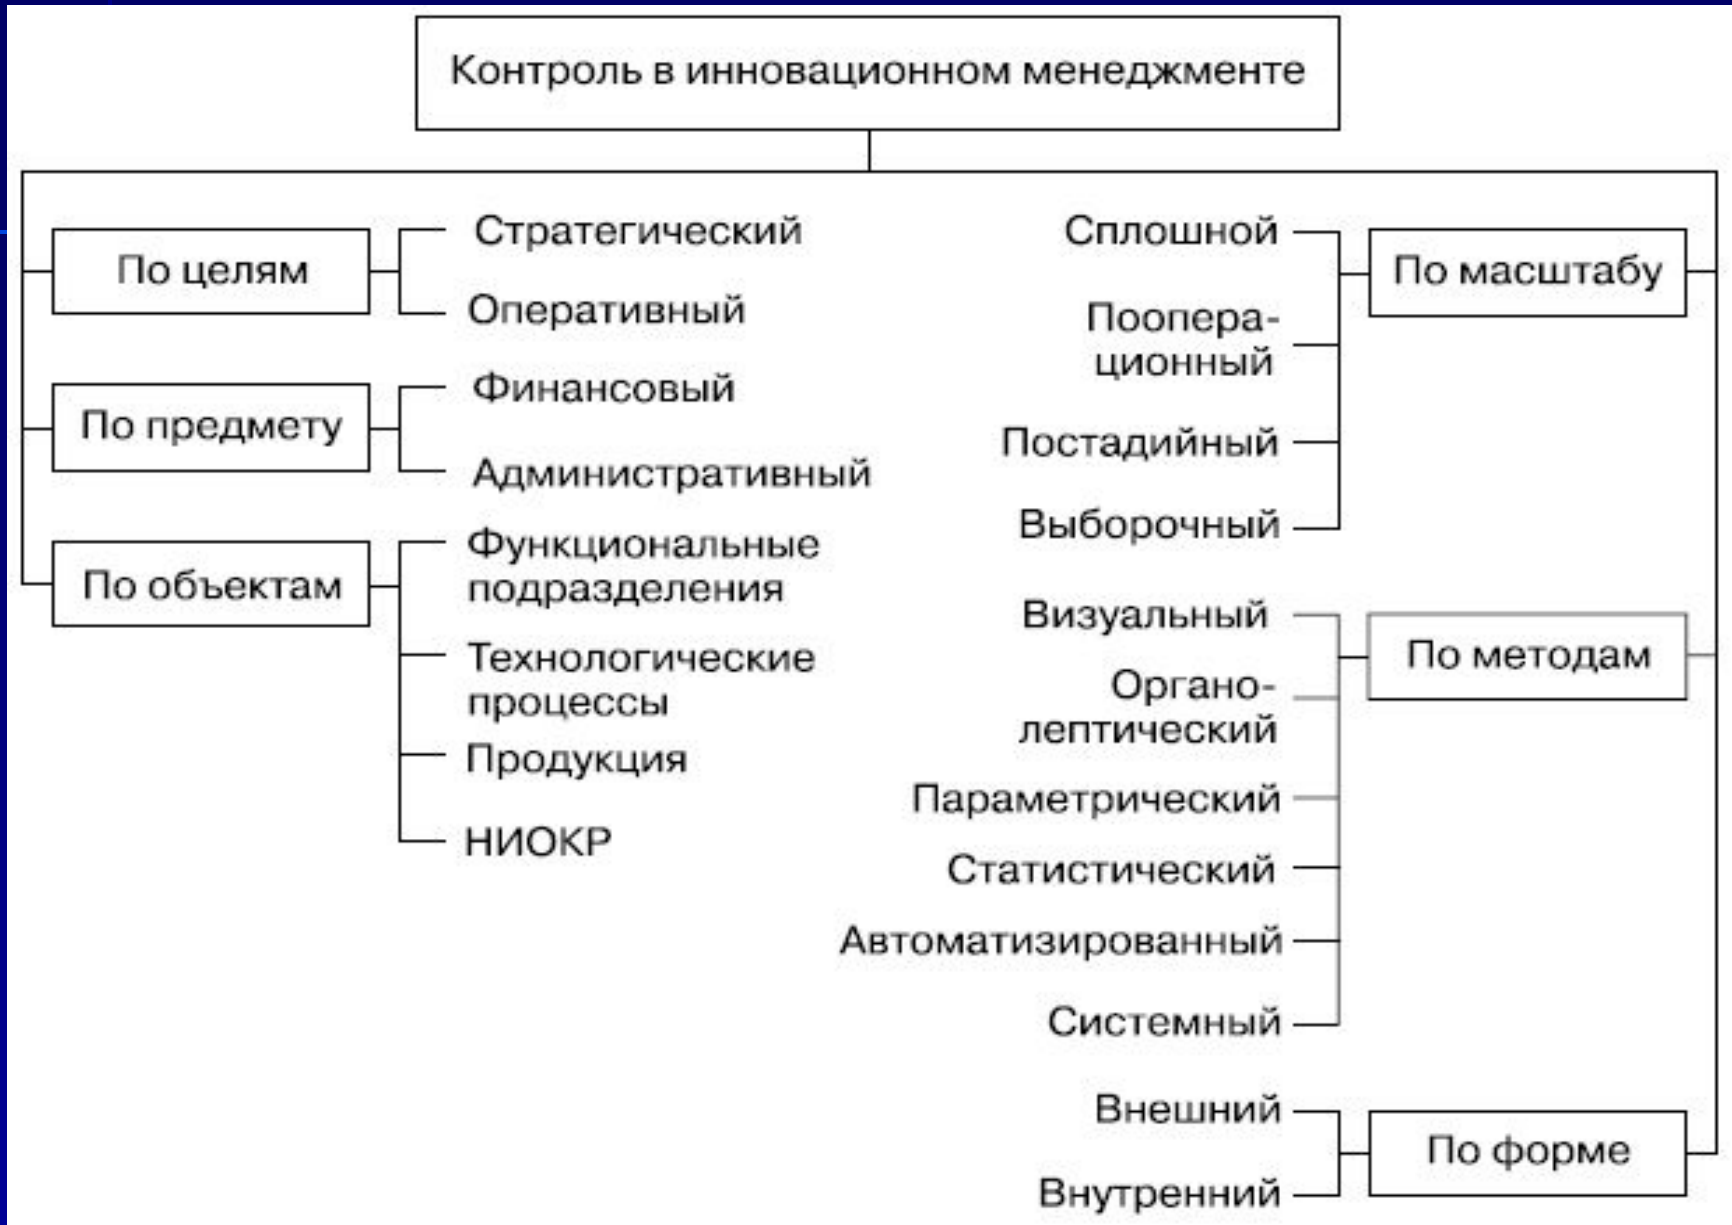 Контроль в инновационном менеджменте
По целям
Стратегический
Оперативный
По предмету
Финансовый
Административный
По объектам
Функциональные
подразделения
Технологические
процессы
Продукция
НИОКР
По масштабу
Сплошной
Поопера-
ционный
Постадийный
Выборочный
По методам
Визуальный
Органо-
лептический
Параметрический
Статистический
Автоматизированный
Системный
По форме
Внешний
Внутренний